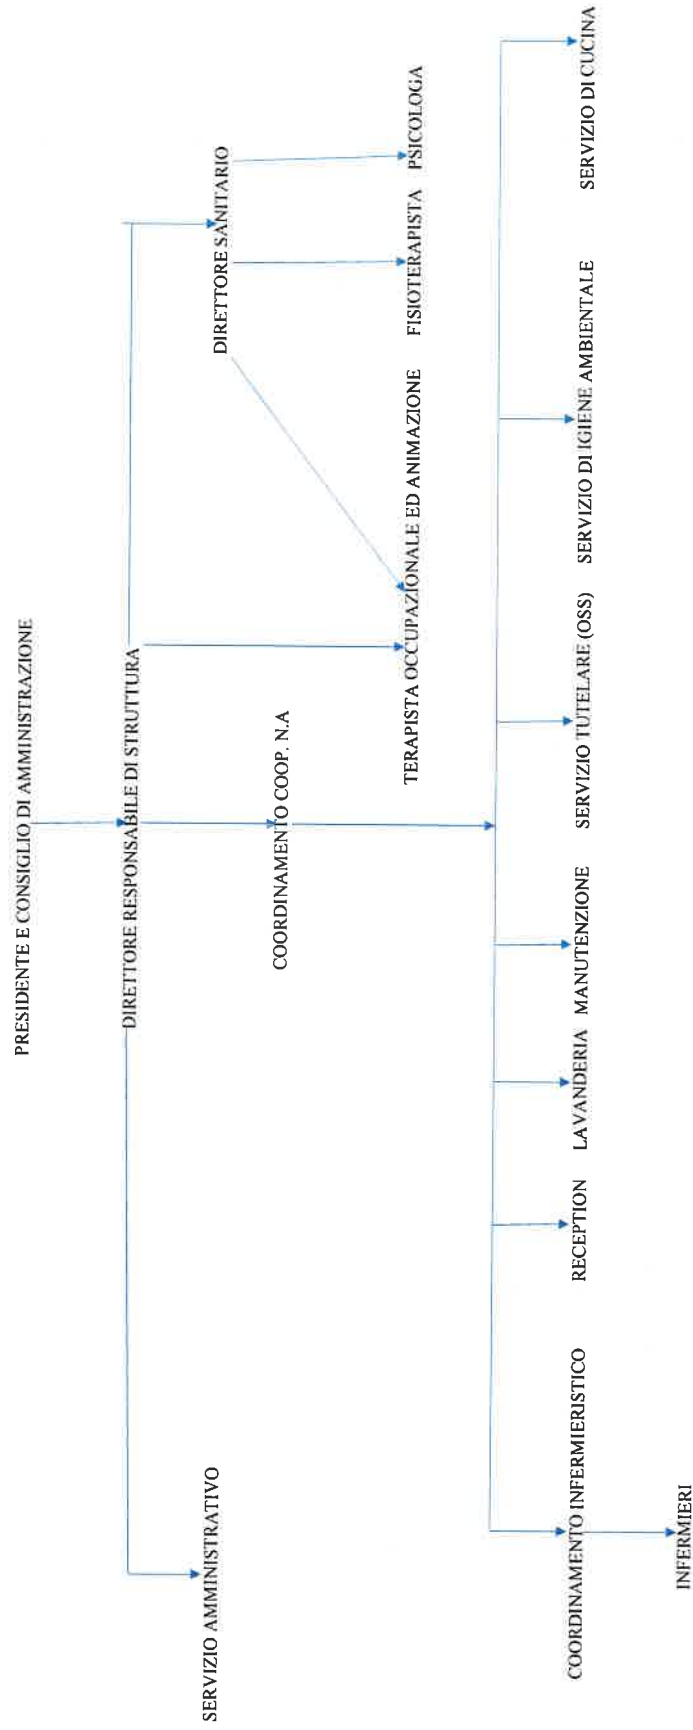 PRESIDENTE E CONSIGLIO DI AMMINISTRAZIONE
DIRETTORE RESPONSABILE DI STRUTTURA
SERVIZIO AMMINISTRATIVO
DIRETTORE SANITARIO
COORDINAMENTO COOP. N.A
TERAPISTA OCCUPAZIONALE ED ANIMAZIONE
FISIOTERAPISTA
PSICOLOGA
COORDINAMENTO INFERMIERISTICO
RECEPTION
LAVANDERIA
MANUTENZIONE
SERVIZIO TUTELARE (OSS)
SERVIZIO DI IGIENE AMBIENTALE
SERVIZIO DI CUCINA
INFERMIERI